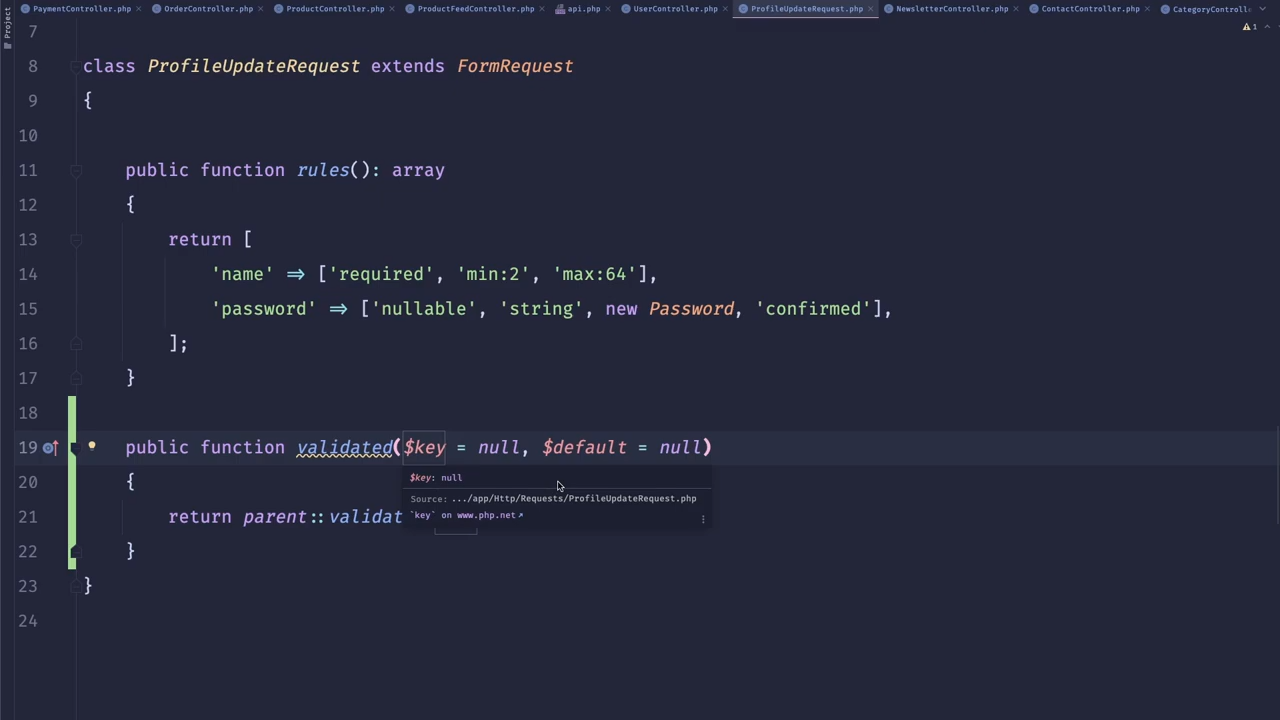 Project
PaymentController.php OrderController.php ProductController.php ProductFeedController.php api.php UserController.php ProfileUpdateRequest.php NewsletterController.php ContactController.php CategoryControll
1
7
8 class ProfileUpdateRequest extends FormRequest
9 {
10
11 public function rules(): array
12 {
13 return [
14 'name' => ['required', 'min:2', 'max:64'],
15 'password' => ['nullable', 'string', new Password, 'confirmed'],
16 ];
17 }
18
19 public function validated($key = null, $default = null)
$key: null
20 {
Source: .../app/Http/Requests/ProfileUpdateRequest.php
`key` on www.php.net↗
21 return parent::validat
22 }
23 }
24